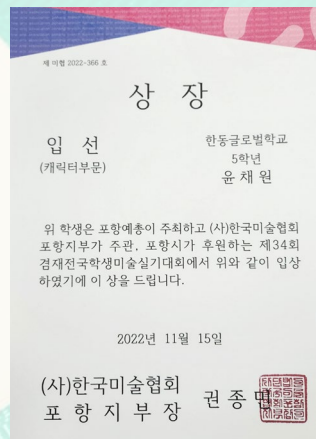 제 미협 2022-366 호
상 장
입 선
(캐릭터부문)
한동글로벌학교
5학년
윤채원
위 학생은 포항예총이 주최하고 (사)한국미술협회
포항지부가 주관, 포항시가 후원하는 제34회
겸재전국학생미술실기대회에서 위와 같이 입상
하였기에 이 상을 드립니다.
2022년 11월 15일
(사)한국미술협회
포항지부장 권종민